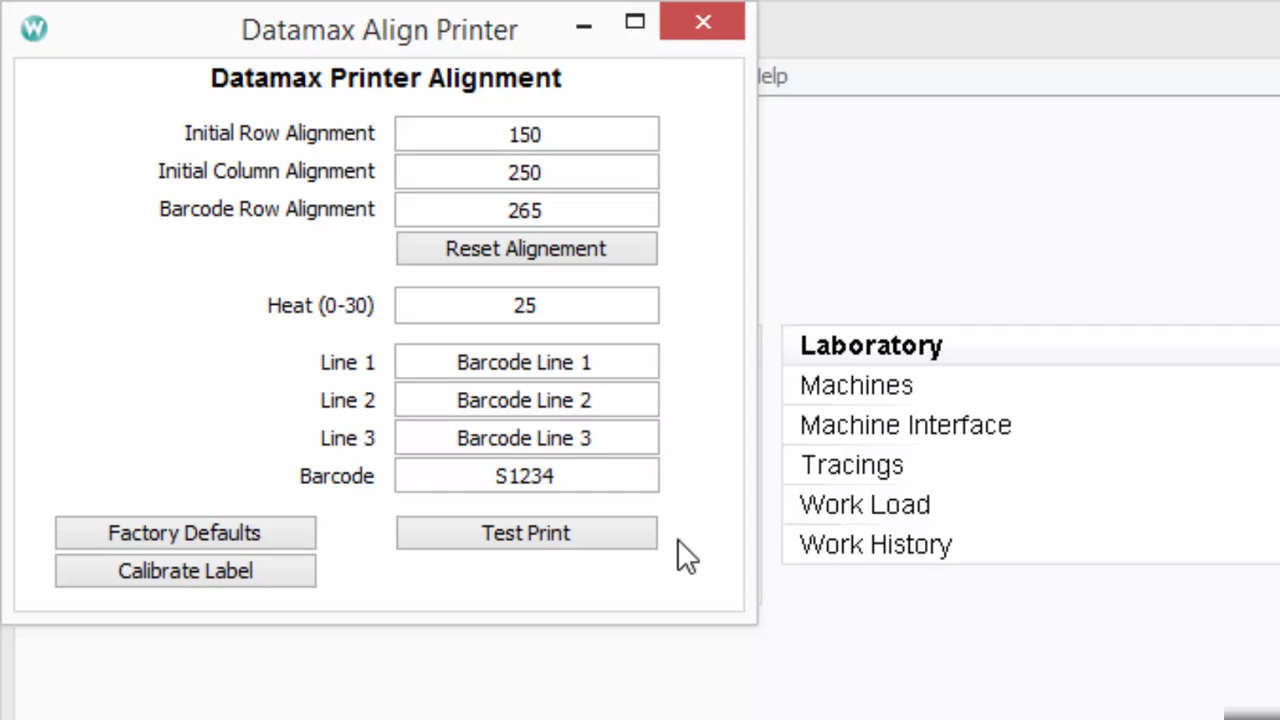 Datamax Align Printer
Datamax Printer Alignment
Initial Row Alignment 150
Initial Column Alignment 250
Barcode Row Alignment 265
Reset Alignement
Heat (0-30) 25
Line 1 Barcode Line 1
Line 2 Barcode Line 2
Line 3 Barcode Line 3
Barcode S1234
Factory Defaults Test Print
Calibrate Label
Laboratory
Machines
Machine Interface
Tracings
Work Load
Work History